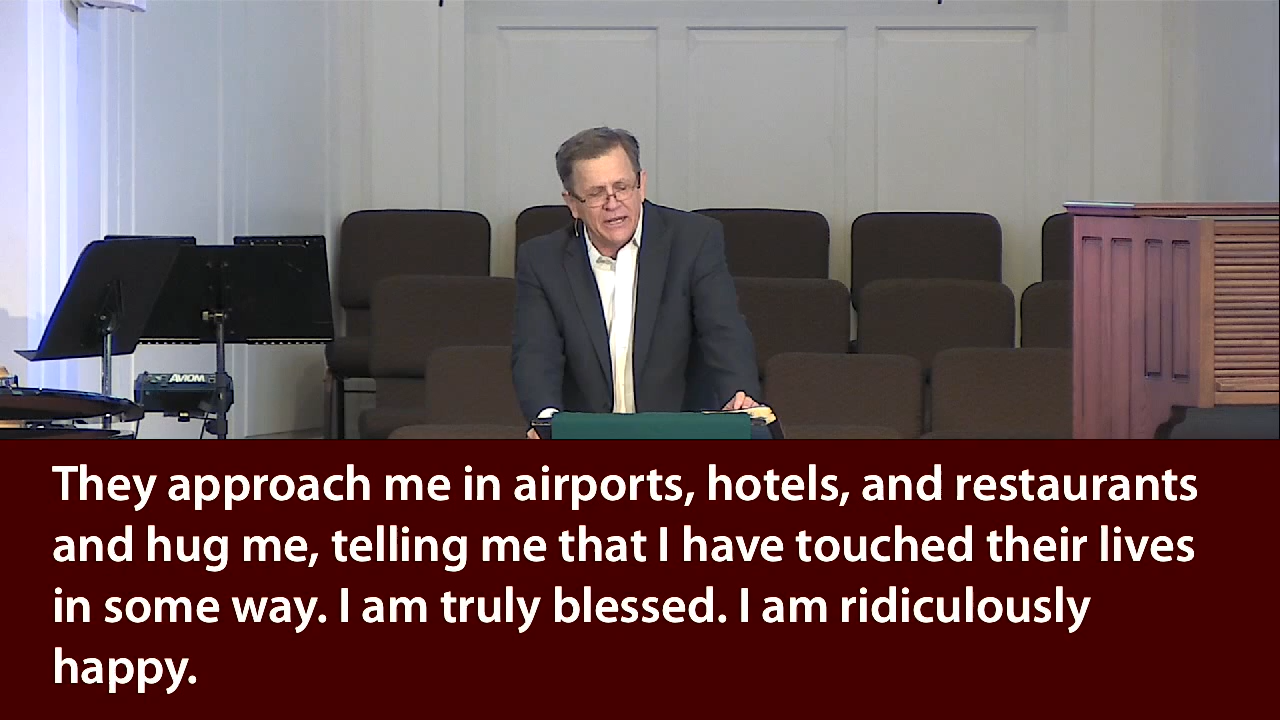 AVIOM
They approach me in airports, hotels, and restaurants
and hug me, telling me that I have touched their lives
in some way. I am truly blessed. I am ridiculously
happy.